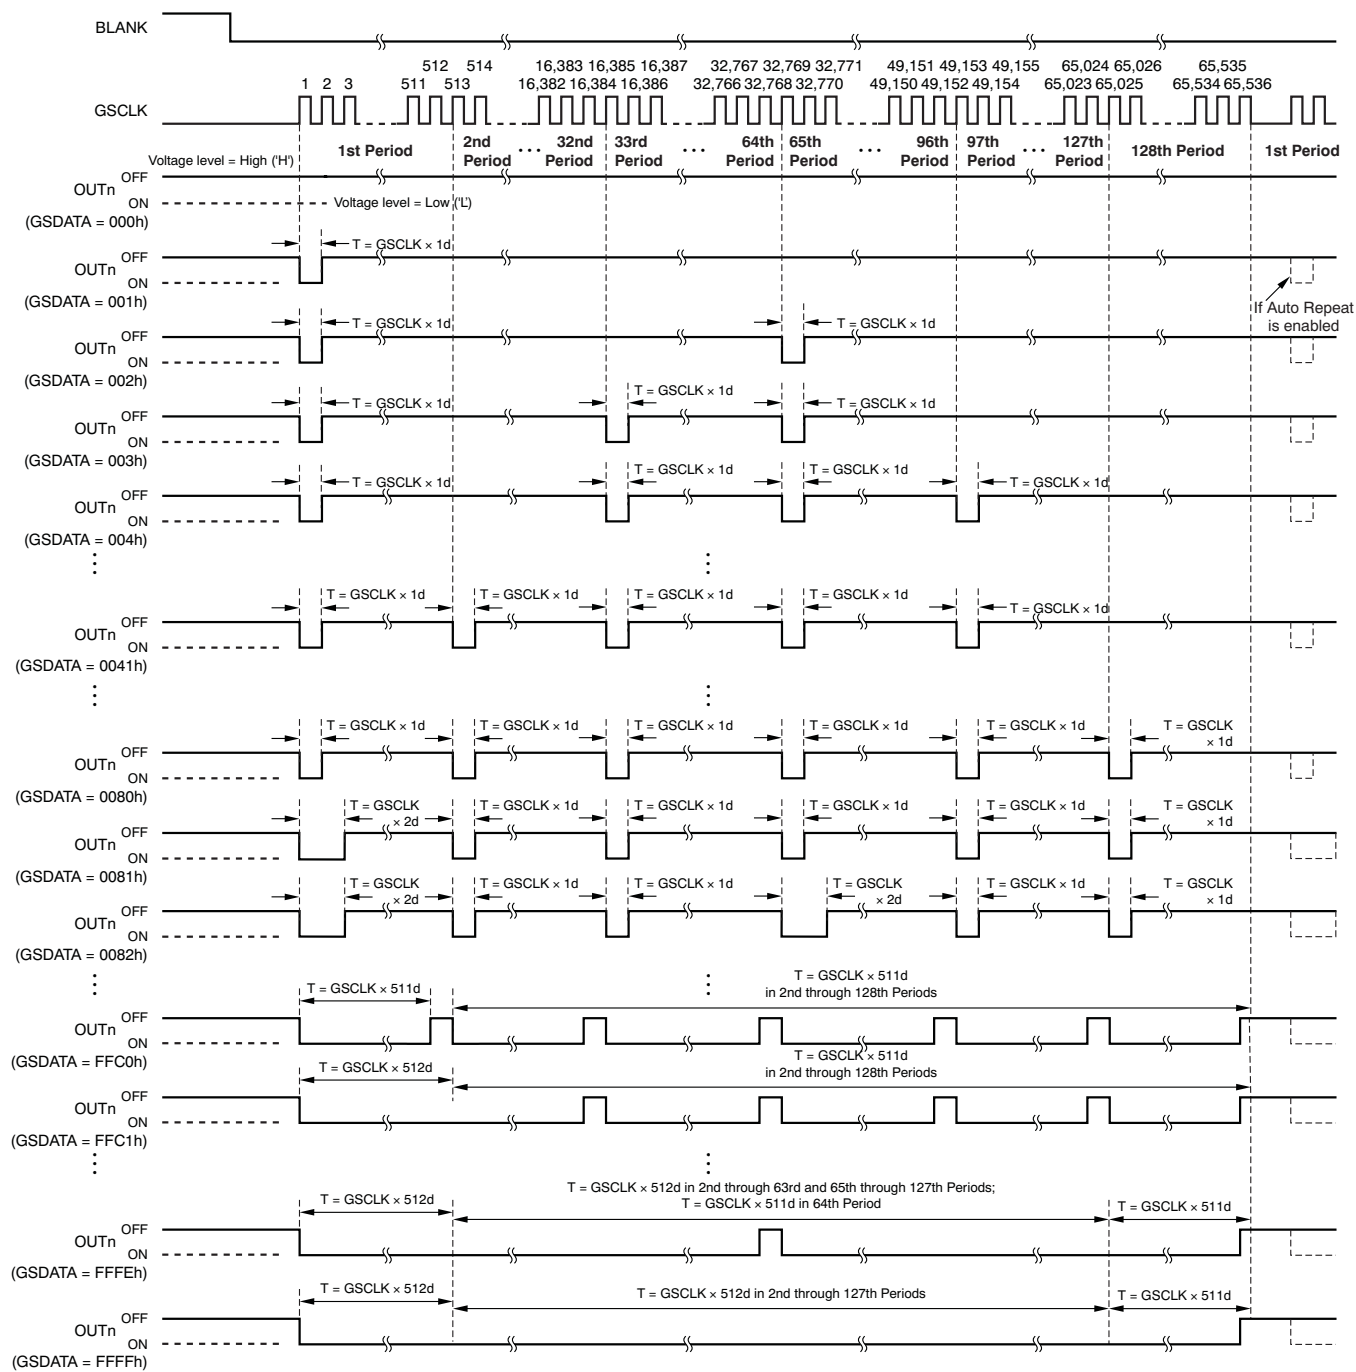 BLANK
512 514 16,383 16,385 16,387 32,767 32,769 32,771 49,151 49,153 49,155 65,024 65,026 65,535
1 2 3 511 513 16,382 16,384 16,386 32,766 32,768 32,770 49,150 49,152 49,154 65,023 65,025 65,534 65,536
GSCLK
1st Period 2nd Period ... 32nd Period 33rd Period ... 64th Period 65th Period ... 96th Period 97th Period ... 127th Period 128th Period 1st Period
Voltage level = High ('H')
OFF
OUTn
ON
Voltage level = Low ('L')
(GSDATA = 000h)
T = GSCLK × 1d
OFF
OUTn
ON
(GSDATA = 001h)
If Auto Repeat
is enabled
T = GSCLK × 1d T = GSCLK × 1d
OFF
OUTn
ON
(GSDATA = 002h)
T = GSCLK × 1d T = GSCLK × 1d T = GSCLK × 1d
OFF
OUTn
ON
(GSDATA = 003h)
T = GSCLK × 1d T = GSCLK × 1d T = GSCLK × 1d T = GSCLK × 1d
OFF
OUTn
ON
(GSDATA = 004h)
T = GSCLK × 1d T = GSCLK × 1d T = GSCLK × 1d T = GSCLK × 1d T = GSCLK × 1d
OFF
OUTn
ON
(GSDATA = 0041h)
T = GSCLK × 1d T = GSCLK × 1d T = GSCLK × 1d T = GSCLK × 1d T = GSCLK × 1d T = GSCLK × 1d
OFF
OUTn
ON
(GSDATA = 0080h)
T = GSCLK × 2d T = GSCLK × 1d T = GSCLK × 1d T = GSCLK × 1d T = GSCLK × 1d T = GSCLK × 1d
OFF
OUTn
ON
(GSDATA = 0081h)
T = GSCLK × 2d T = GSCLK × 1d T = GSCLK × 1d T = GSCLK × 2d T = GSCLK × 1d T = GSCLK × 1d
OFF
OUTn
ON
(GSDATA = 0082h)
T = GSCLK × 511d
T = GSCLK × 511d
in 2nd through 128th Periods
OFF
OUTn
ON
(GSDATA = FFC0h)
T = GSCLK × 512d
T = GSCLK × 511d
in 2nd through 128th Periods
OFF
OUTn
ON
(GSDATA = FFC1h)
T = GSCLK × 512d
T = GSCLK × 512d in 2nd through 63rd and 65th through 127th Periods;
T = GSCLK × 511d in 64th Period
T = GSCLK × 511d
OFF
OUTn
ON
(GSDATA = FFFEh)
T = GSCLK × 512d T = GSCLK × 512d in 2nd through 127th Periods T = GSCLK × 511d
OFF
OUTn
ON
(GSDATA = FFFFh)